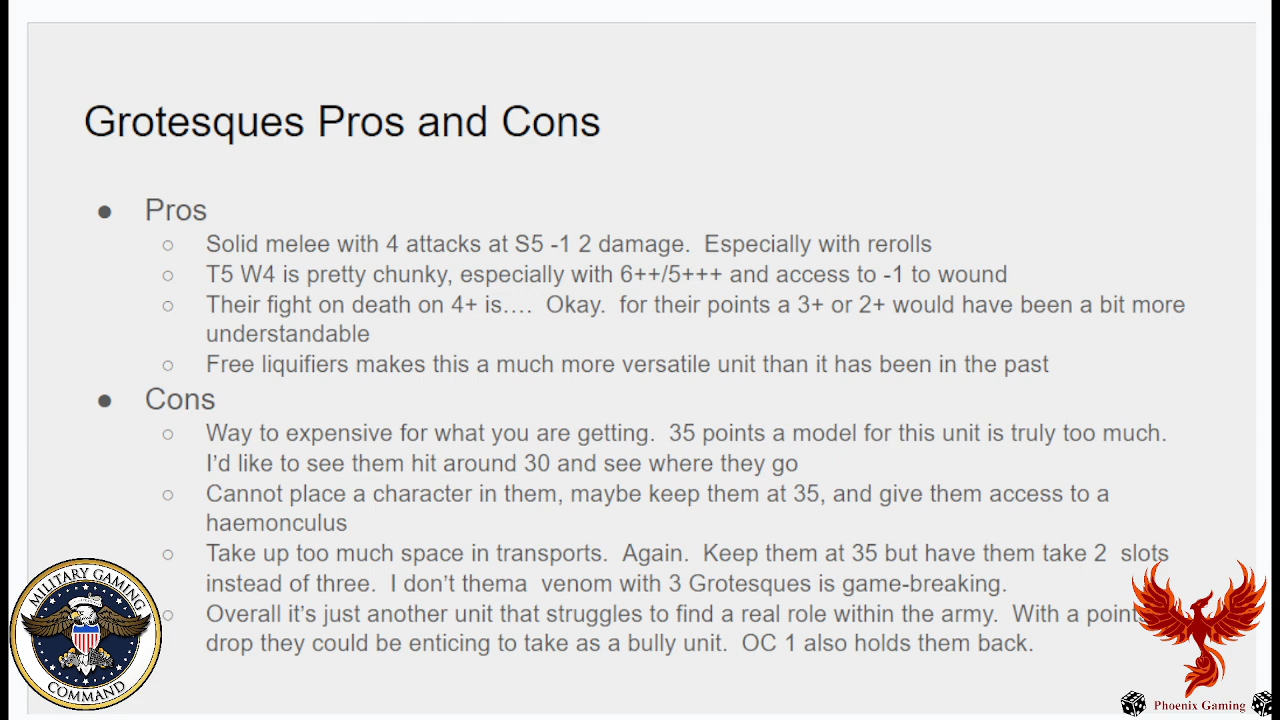 Grotesques Pros and Cons
● Pros
○ Solid melee with 4 attacks at S5 -1 2 damage.  Especially with rerolls
○ T5 W4 is pretty chunky, especially with 6++/5+++ and access to -1 to wound
○ Their fight on death on 4+ is….  Okay.  for their points a 3+ or 2+ would have been a bit more
understandable
○ Free liquifiers makes this a much more versatile unit than it has been in the past
● Cons
○ Way to expensive for what you are getting.  35 points a model for this unit is truly too much.
I’d like to see them hit around 30 and see where they go
○ Cannot place a character in them, maybe keep them at 35, and give them access to a
haemonculus
○ Take up too much space in transports.  Again.  Keep them at 35 but have them take 2  slots
instead of three.  I don’t thema  venom with 3 Grotesques is game-breaking.
○ Overall it’s just another unit that struggles to find a real role within the army.  With a point
drop they could be enticing to take as a bully unit.  OC 1 also holds them back.
MILITARY GAMING
COMMAND
Phoenix Gaming